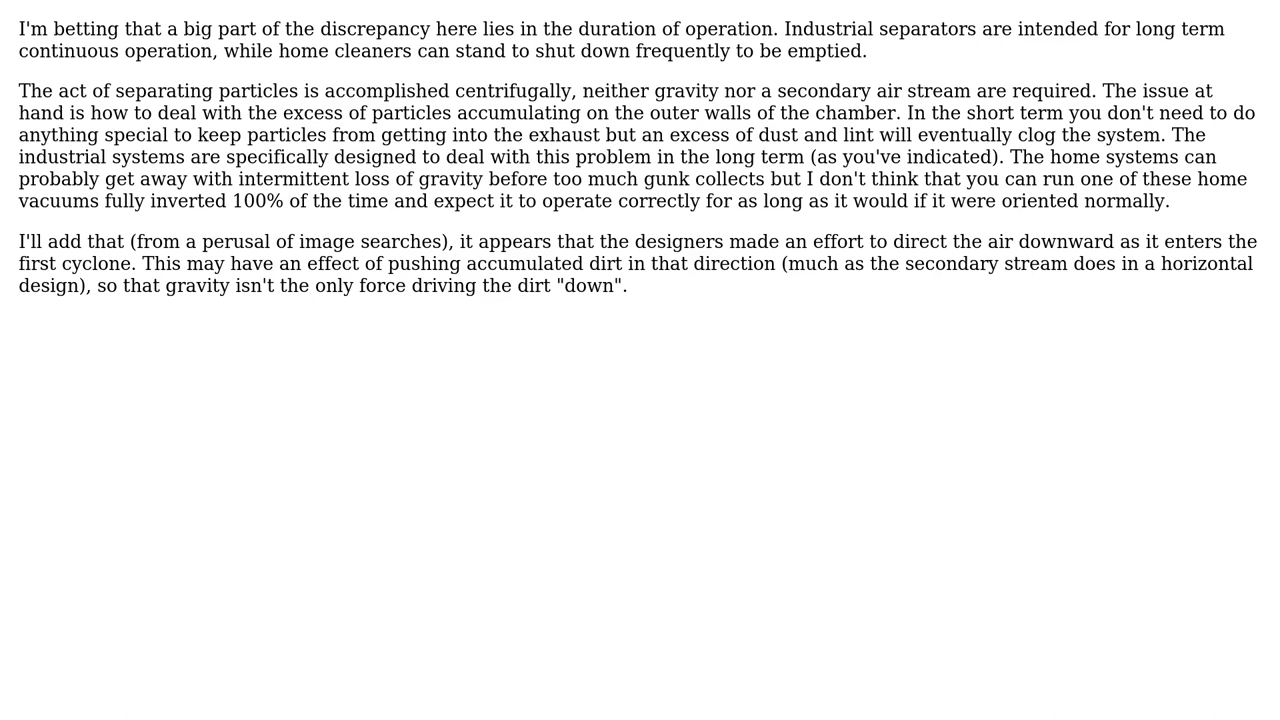 I'm betting that a big part of the discrepancy here lies in the duration of operation. Industrial separators are intended for long term
continuous operation, while home cleaners can stand to shut down frequently to be emptied.
The act of separating particles is accomplished centrifugally, neither gravity nor a secondary air stream are required. The issue at
hand is how to deal with the excess of particles accumulating on the outer walls of the chamber. In the short term you don't need to do
anything special to keep particles from getting into the exhaust but an excess of dust and lint will eventually clog the system. The
industrial systems are specifically designed to deal with this problem in the long term (as you've indicated). The home systems can
probably get away with intermittent loss of gravity before too much gunk collects but I don't think that you can run one of these home
vacuums fully inverted 100% of the time and expect it to operate correctly for as long as it would if it were oriented normally.
I'll add that (from a perusal of image searches), it appears that the designers made an effort to direct the air downward as it enters the
first cyclone. This may have an effect of pushing accumulated dirt in that direction (much as the secondary stream does in a horizontal
design), so that gravity isn't the only force driving the dirt "down".